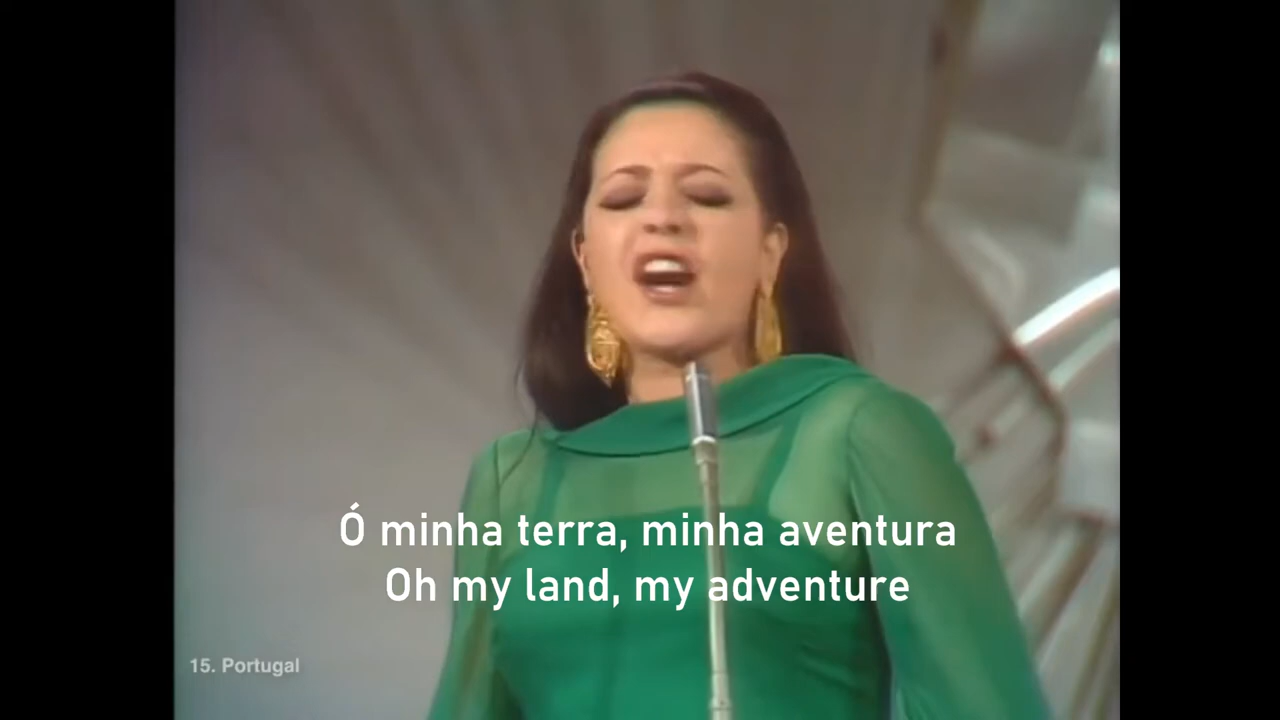 Ó minha terra, minha aventura
Oh my land, my adventure
15. Portugal